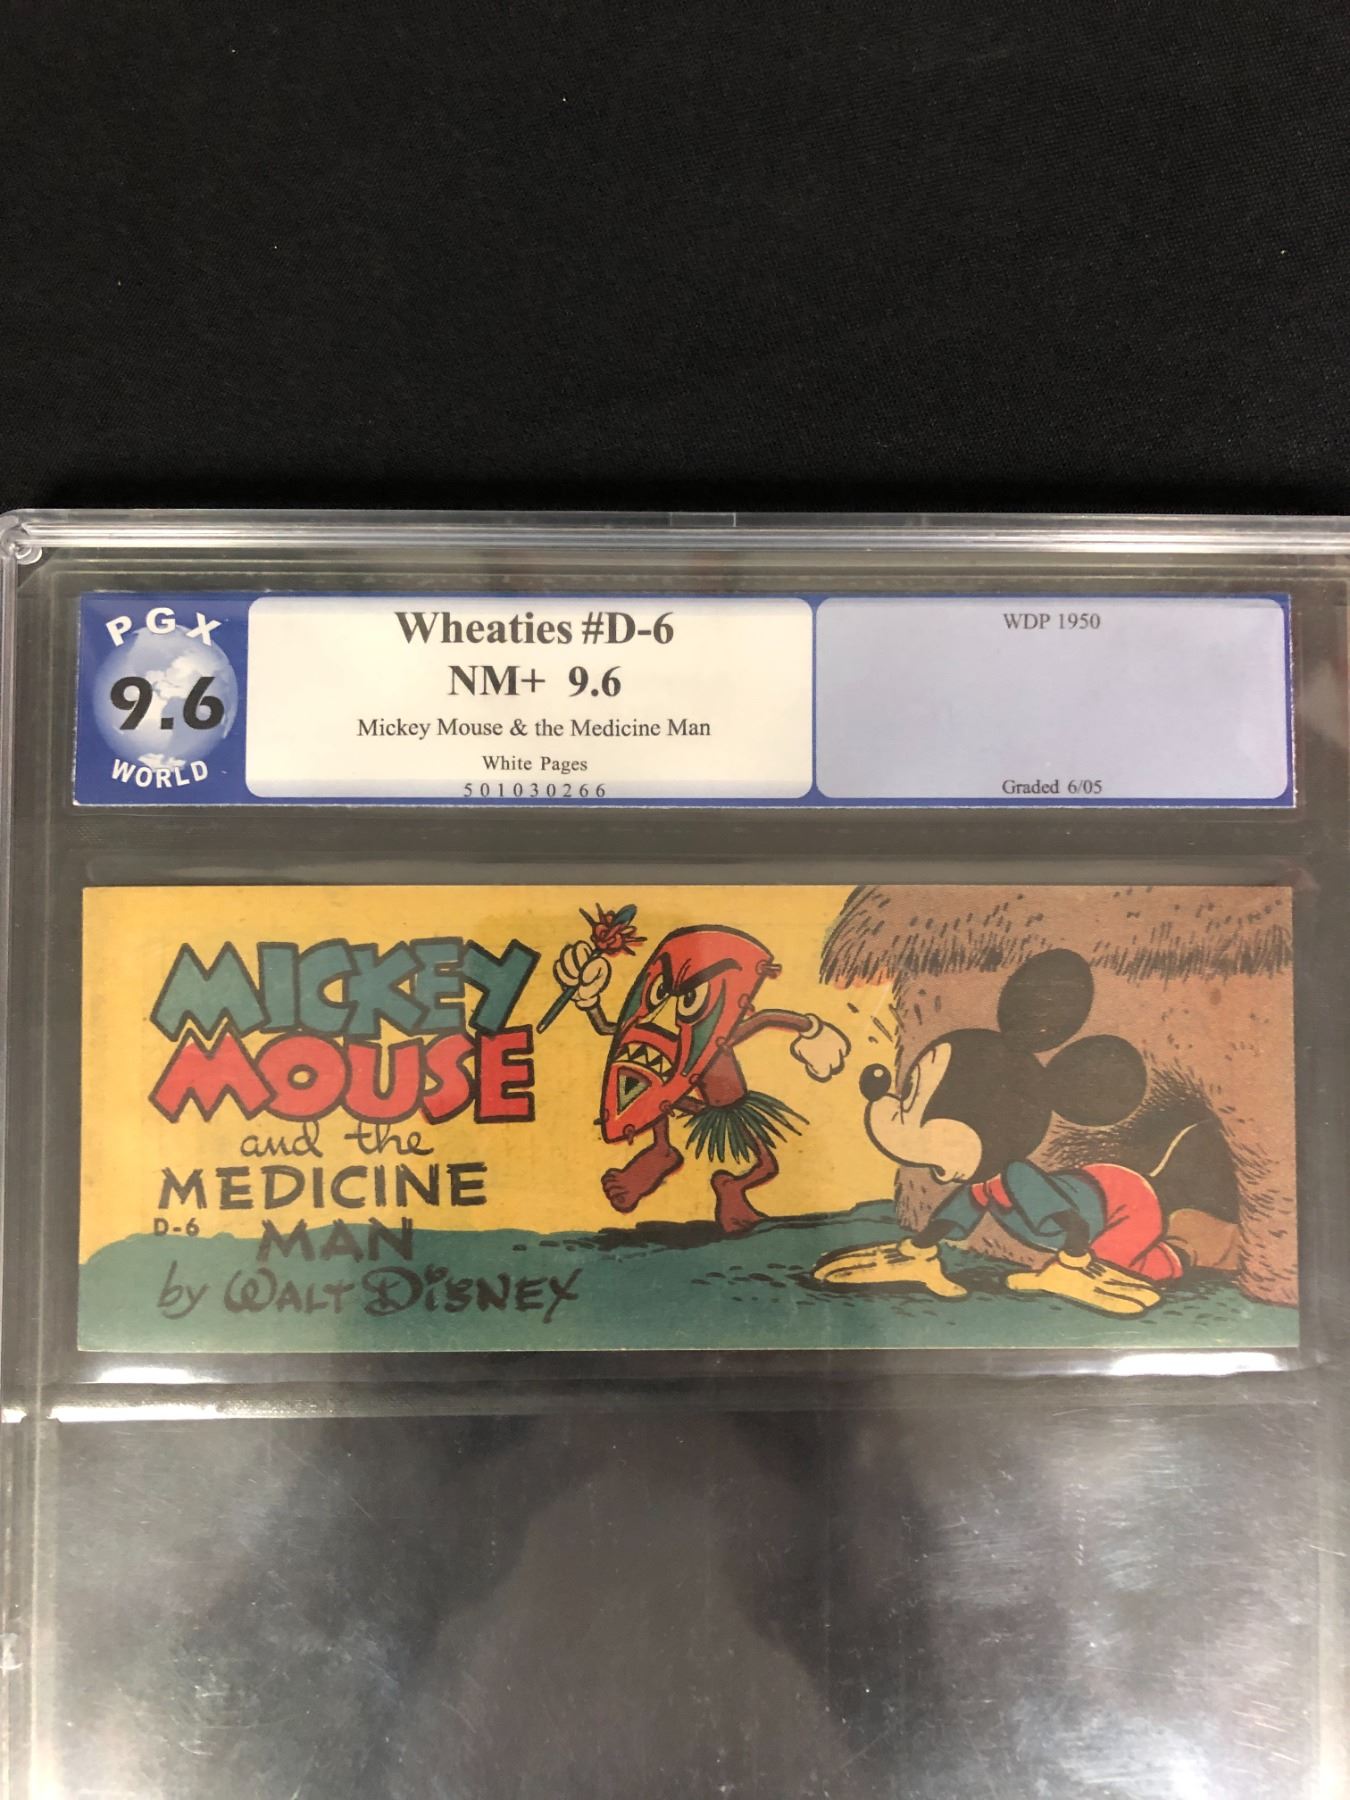 PGX
9.6
WORLD
Wheaties #D-6
NM+ 9.6
Mickey Mouse & the Medicine Man
White Pages
501030266
WDP 1950
Graded 6/05
MICKEY
MOUSE
and the
MEDICINE
D-6 MAN
by WALT DISNEY